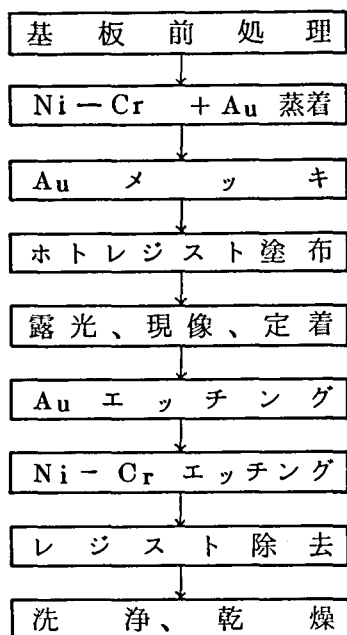 基板前処理
Ni－Cr ＋Au 蒸着
Au メッキ
ホトレジスト塗布
露光、現像、定着
Au エッチング
Ni－Cr エッチング
レジスト除去
洗浄、乾燥